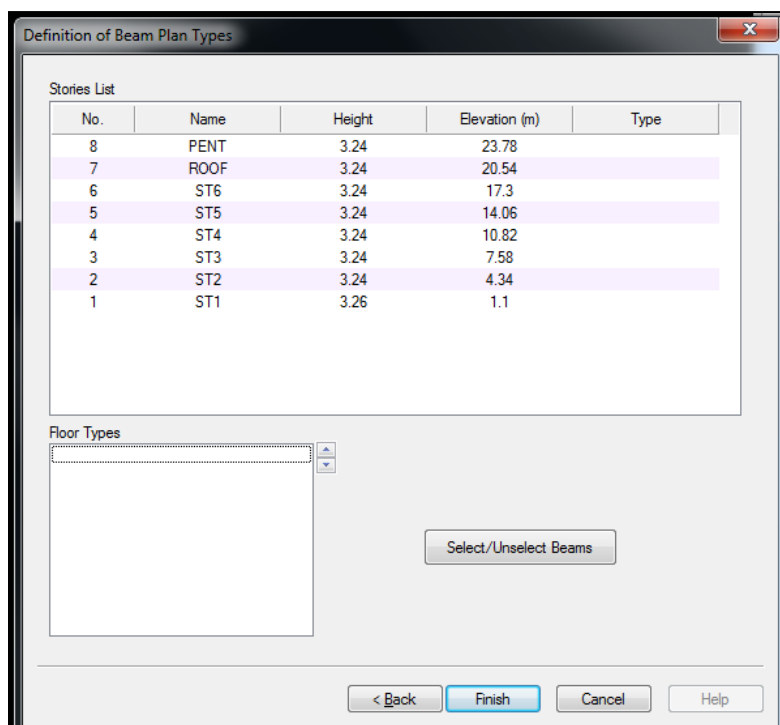 Definition of Beam Plan Types
x
Stories List
No. Name Height Elevation (m) Type
8 PENT 3.24 23.78
7 ROOF 3.24 20.54
6 ST6 3.24 17.3
5 ST5 3.24 14.06
4 ST4 3.24 10.82
3 ST3 3.24 7.58
2 ST2 3.24 4.34
1 ST1 3.26 1.1
Floor Types
Select/Unselect Beams
< Back Finish Cancel Help